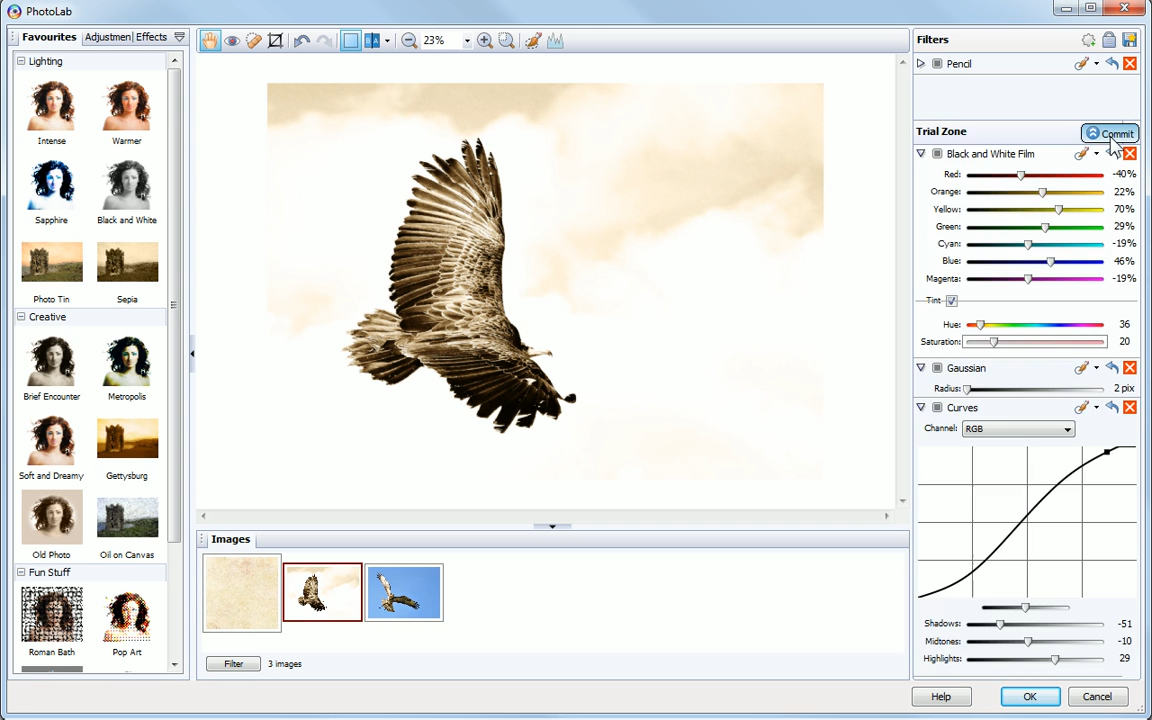 PhotoLab
Favourites Adjustmen Effects
23%
Filters
Lighting
Intense Warmer
Sapphire Black and White
Photo Tin Sepia
Creative
Brief Encounter Metropolis
Soft and Dreamy Gettysburg
Old Photo Oil on Canvas
Fun Stuff
Roman Bath Pop Art
Images
Filter 3 images
Pencil
Trial Zone Commit
Black and White Film
Red: -40%
Orange: 22%
Yellow: 70%
Green: 29%
Cyan: -19%
Blue: 46%
Magenta: -19%
Tint
Hue: 36
Saturation: 20
Gaussian
Radius: 2 pix
Curves
Channel: RGB
Shadows: -51
Midtones: -10
Highlights: 29
Help OK Cancel